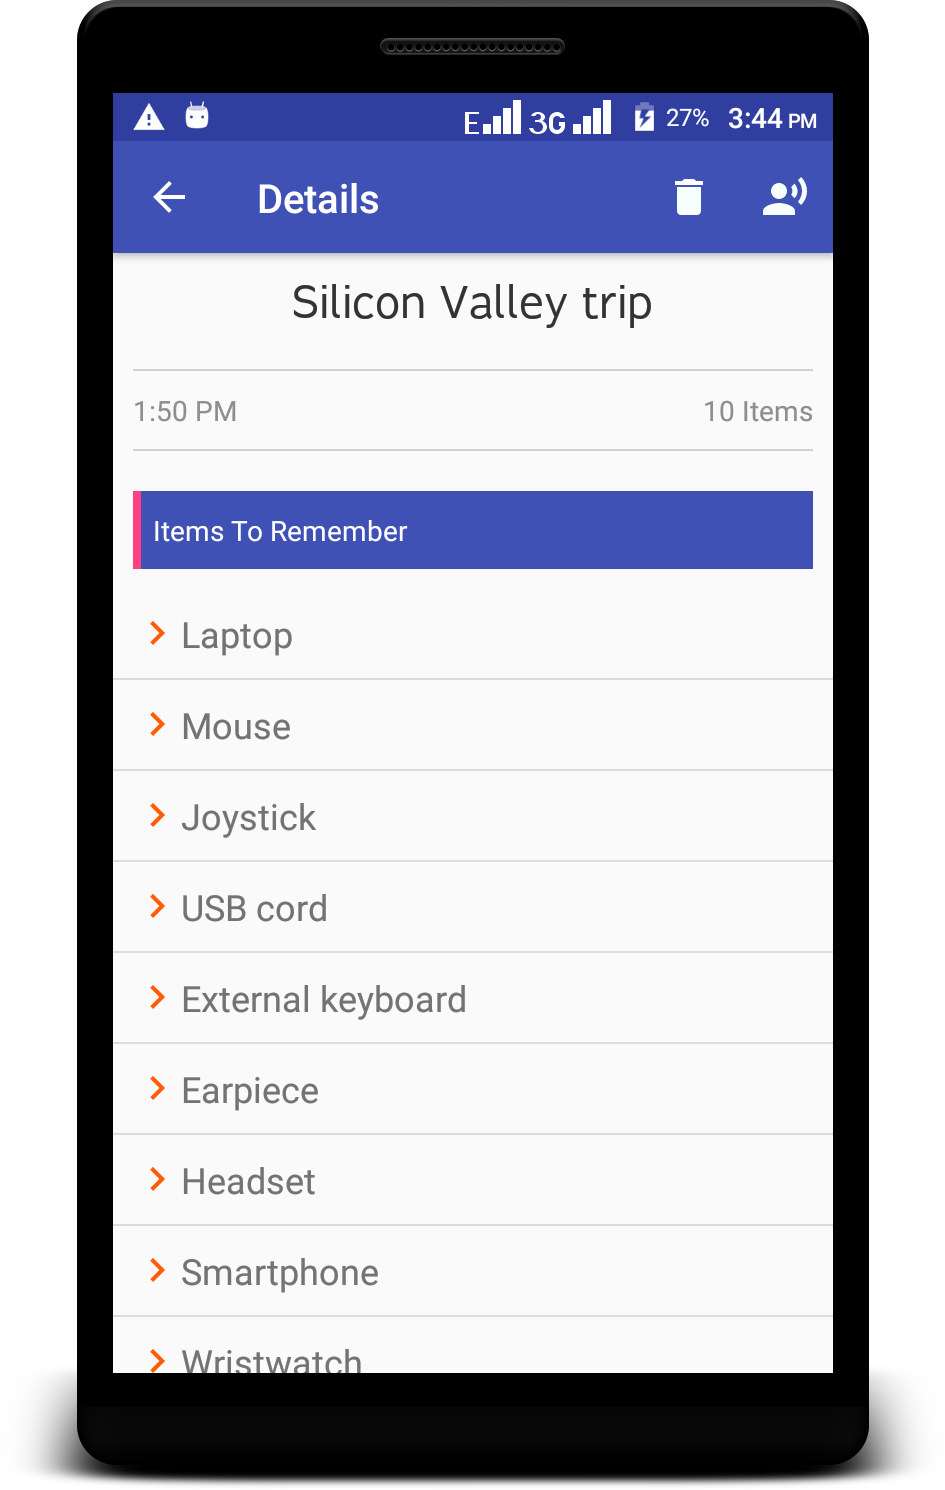 E 3G 27% 3:44 PM
Details
Silicon Valley trip
1:50 PM 10 Items
Items To Remember
Laptop
Mouse
Joystick
USB cord
External keyboard
Earpiece
Headset
Smartphone
Wristwatch